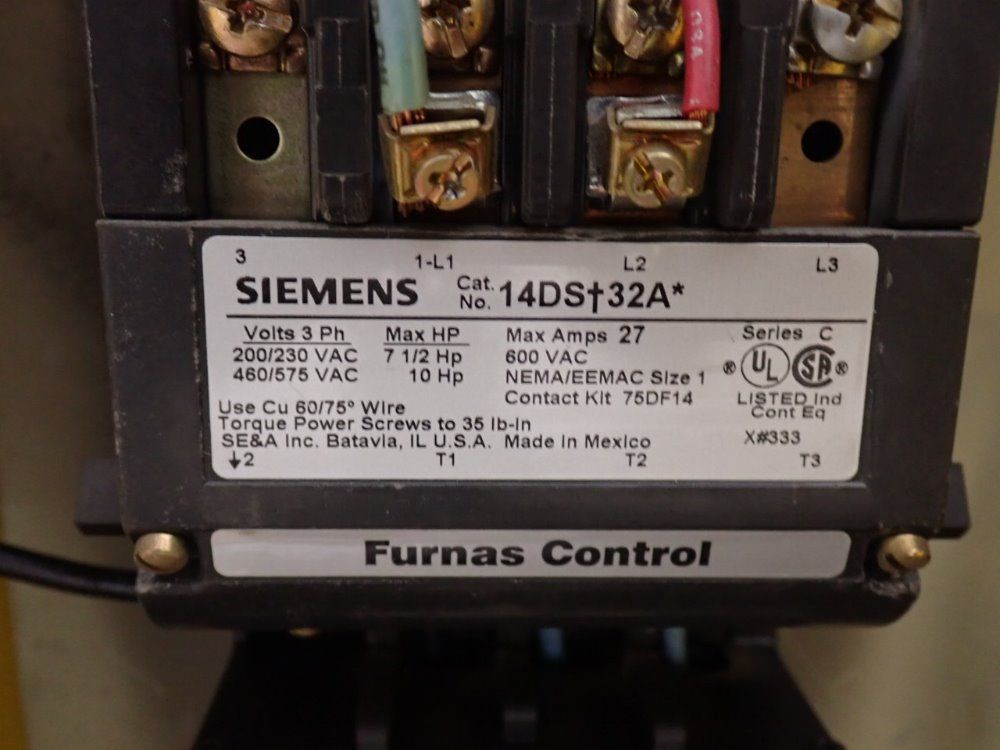 3 1-L1 L2 L3
SIEMENS Cat. No. 14DS†32A*
Volts 3 Ph Max HP Max Amps 27 Series C
200/230 VAC 7 1/2 Hp 600 VAC
460/575 VAC 10 Hp NEMA/EEMAC Size 1 ® UL SA ®
Contact Kit 75DF14 LISTED Ind
Use Cu 60/75° Wire Cont Eq
Torque Power Screws to 35 lb-in
SE&A Inc. Batavia, IL U.S.A. Made in Mexico X#333
↓2 T1 T2 T3
Furnas Control